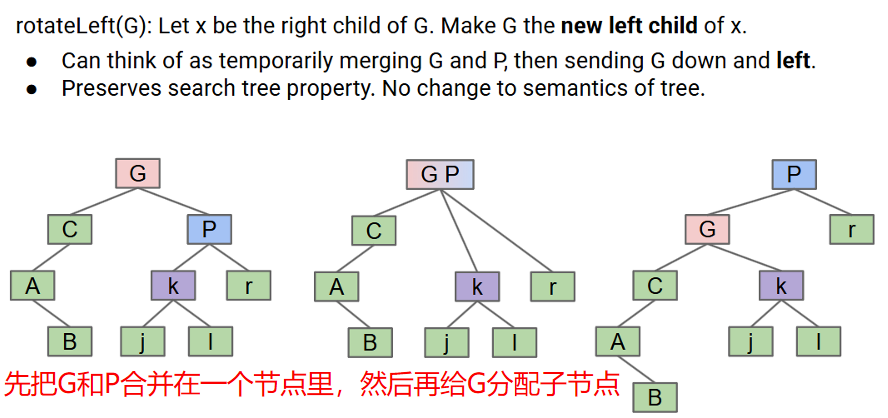 rotateLeft(G): Let x be the right child of G. Make G the new left child of x.
● Can think of as temporarily merging G and P, then sending G down and left.
● Preserves search tree property. No change to semantics of tree.
G
C P
A k r
B j l
G P
C
A k r
B j l
P
G r
C k
A j l
B
先把G和P合并在一个节点里，然后再给G分配子节点